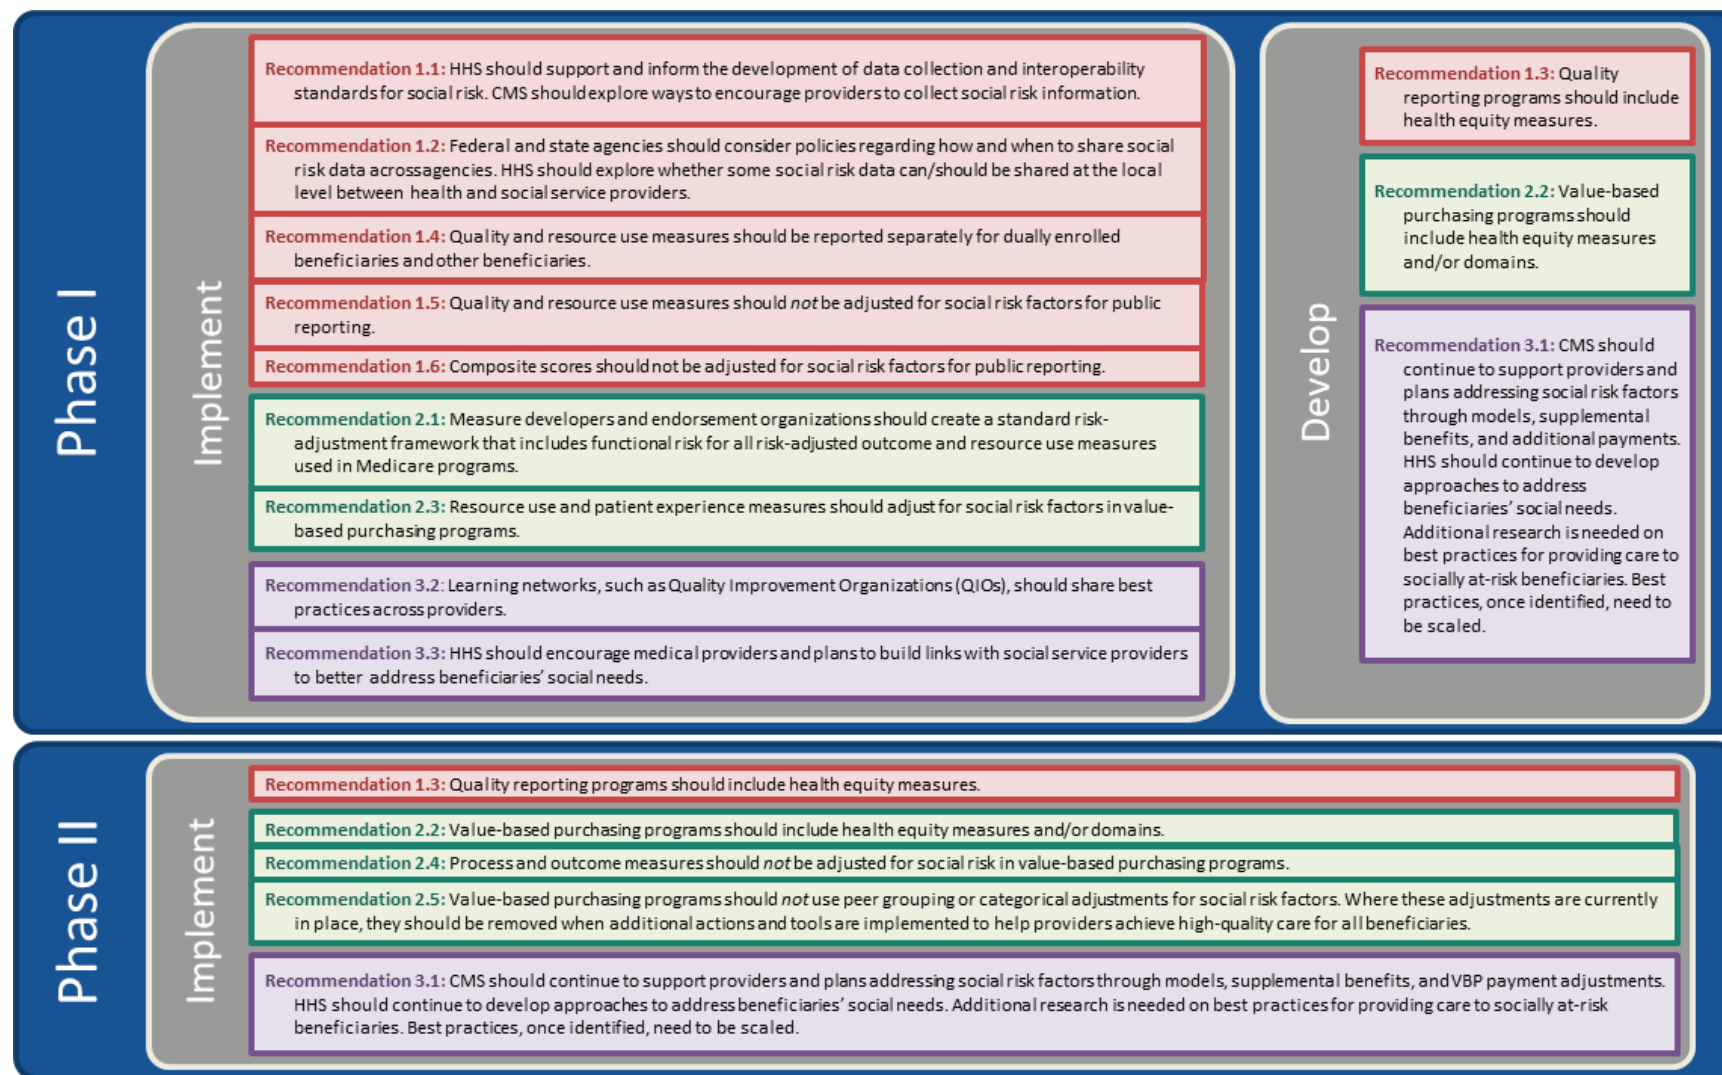 Phase I
Implement
Recommendation 1.1: HHS should support and inform the development of data collection and interoperability
standards for social risk. CMS should explore ways to encourage providers to collect social risk information.
Recommendation 1.2: Federal and state agencies should consider policies regarding how and when to share social
risk data acrossagencies. HHS should explore whether some social risk data can/should be shared at the local
level between health and social service providers.
Recommendation 1.4: Quality and resource use measures should be reported separately for dually enrolled
beneficiaries and other beneficiaries.
Recommendation 1.5: Quality and resource use measures should not be adjusted for social risk factors for public
reporting.
Recommendation 1.6: Composite scores should not be adjusted for social risk factors for public reporting.
Recommendation 2.1: Measure developers and endorsement organizations should create a standard risk-
adjustment framework that includes functional risk for all risk-adjusted outcome and resource use measures
used in Medicare programs.
Recommendation 2.3: Resource use and patient experience measures should adjust for social risk factors in value-
based purchasing programs.
Recommendation 3.2: Learning networks, such as Quality Improvement Organizations (QIOs), should share best
practices across providers.
Recommendation 3.3: HHS should encourage medical providers and plans to build links with social service providers
to better address beneficiaries' social needs.
Develop
Recommendation 1.3: Quality
reporting programs should include
health equity measures.
Recommendation 2.2: Value-based
purchasing programs should
include health equity measures
and/or domains.
Recommendation 3.1: CMS should
continue to support providers and
plans addressing social risk factors
through models, supplemental
benefits, and additional payments.
HHS should continue to develop
approaches to address
beneficiaries' social needs.
Additional research is needed on
best practices for providing care to
socially at-risk beneficiaries. Best
practices, once identified, need to
be scaled.
Phase II
Implement
Recommendation 1.3: Quality reporting programs should include health equity measures.
Recommendation 2.2: Value-based purchasing programs should include health equity measures and/or domains.
Recommendation 2.4: Process and outcome measures should not be adjusted for social risk in value-based purchasing programs.
Recommendation 2.5: Value-based purchasing programs should not use peer grouping or categorical adjustments for social risk factors. Where these adjustments are currently
in place, they should be removed when additional actions and tools are implemented to help providers achieve high-quality care for all beneficiaries.
Recommendation 3.1: CMS should continue to support providers and plans addressing social risk factors through models, supplemental benefits, and VBP payment adjustments.
HHS should continue to develop approaches to address beneficiaries' social needs. Additional research is needed on best practices for providing care to socially at-risk
beneficiaries. Best practices, once identified, need to be scaled.